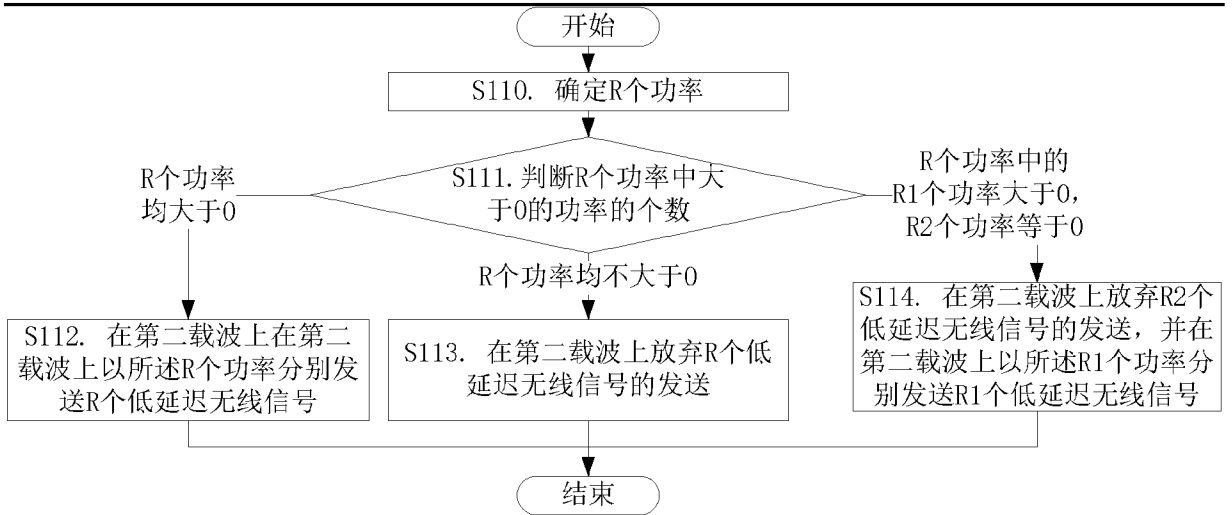 开始
S110. 确定R个功率
S111.判断R个功率中大
于0的功率的个数
R个功率
均大于0
R个功率中的
R1个功率大于0,
R2个功率等于0
R个功率均不大于0
S112. 在第二载波上在第二
载波上以所述R个功率分别发
送R个低延迟无线信号
S113. 在第二载波上放弃R个低
延迟无线信号的发送
S114. 在第二载波上放弃R2个
低延迟无线信号的发送，并在
第二载波上以所述R1个功率分
别发送R1个低延迟无线信号
结束